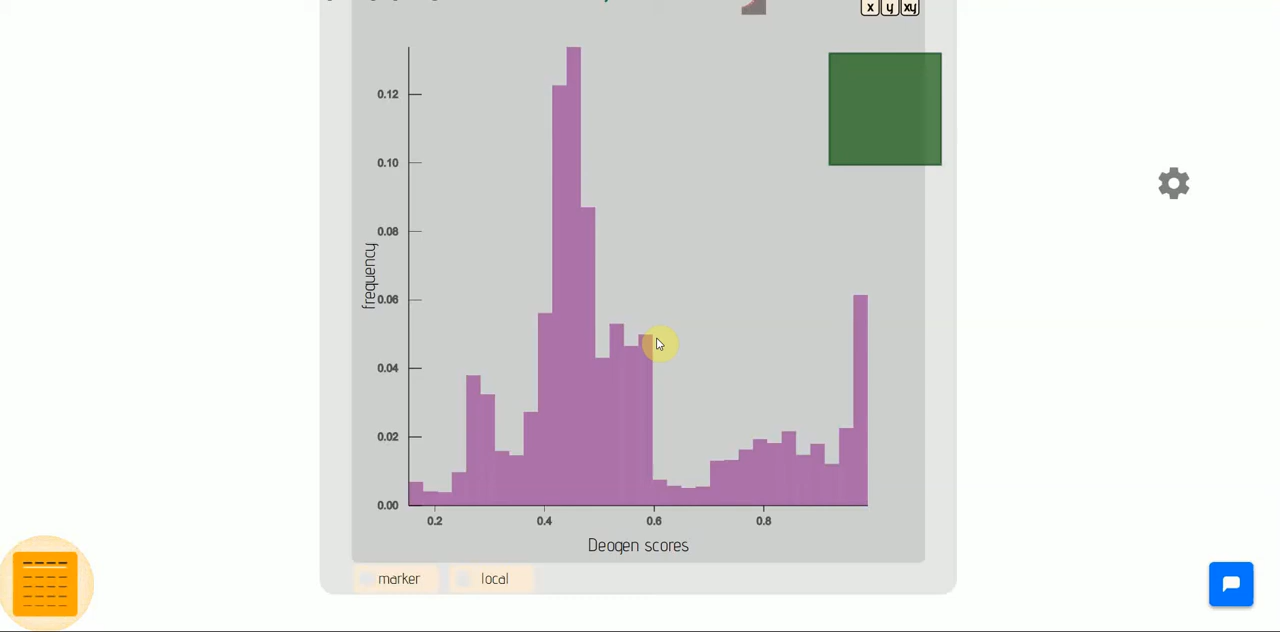 x y xy
0.12
0.10
0.08
0.06
0.04
0.02
0.00
frequency
0.2 0.4 0.6 0.8
Deogen scores
marker local